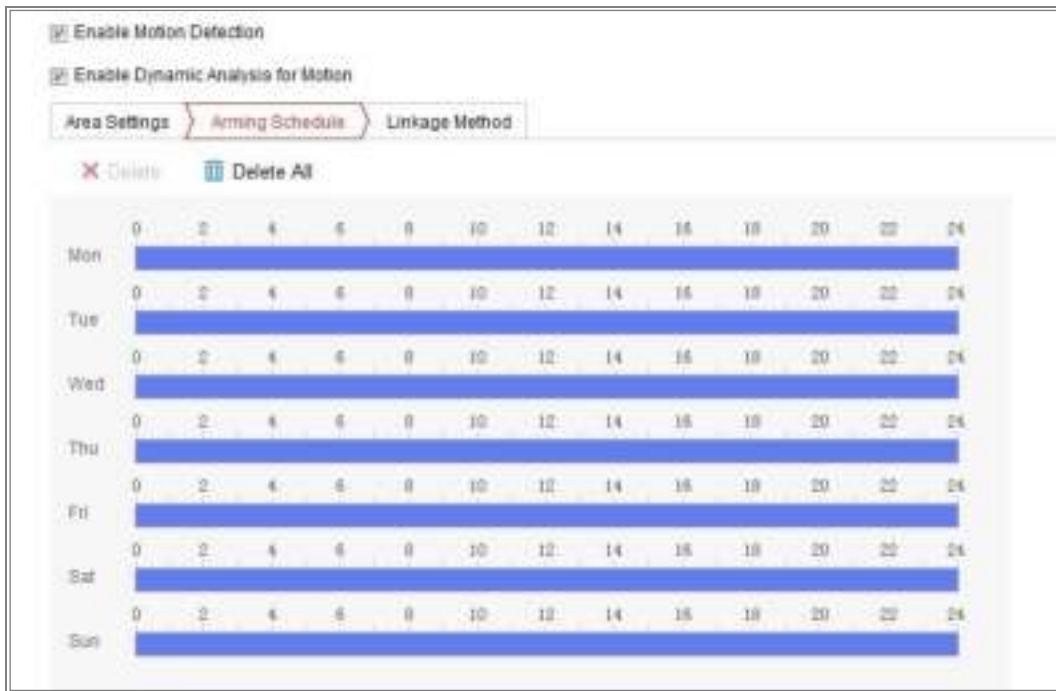 Enable Motion Detection
Enable Dynamic Analysis for Motion
Area Settings Arming Schedule Linkage Method
Delete Delete All
0 2 4 6 8 10 12 14 16 18 20 22 24
Mon
0 2 4 6 8 10 12 14 16 18 20 22 24
Tue
0 2 4 6 8 10 12 14 16 18 20 22 24
Wed
0 2 4 6 8 10 12 14 16 18 20 22 24
Thu
0 2 4 6 8 10 12 14 16 18 20 22 24
Fri
0 2 4 6 8 10 12 14 16 18 20 22 24
Sat
0 2 4 6 8 10 12 14 16 18 20 22 24
Sun